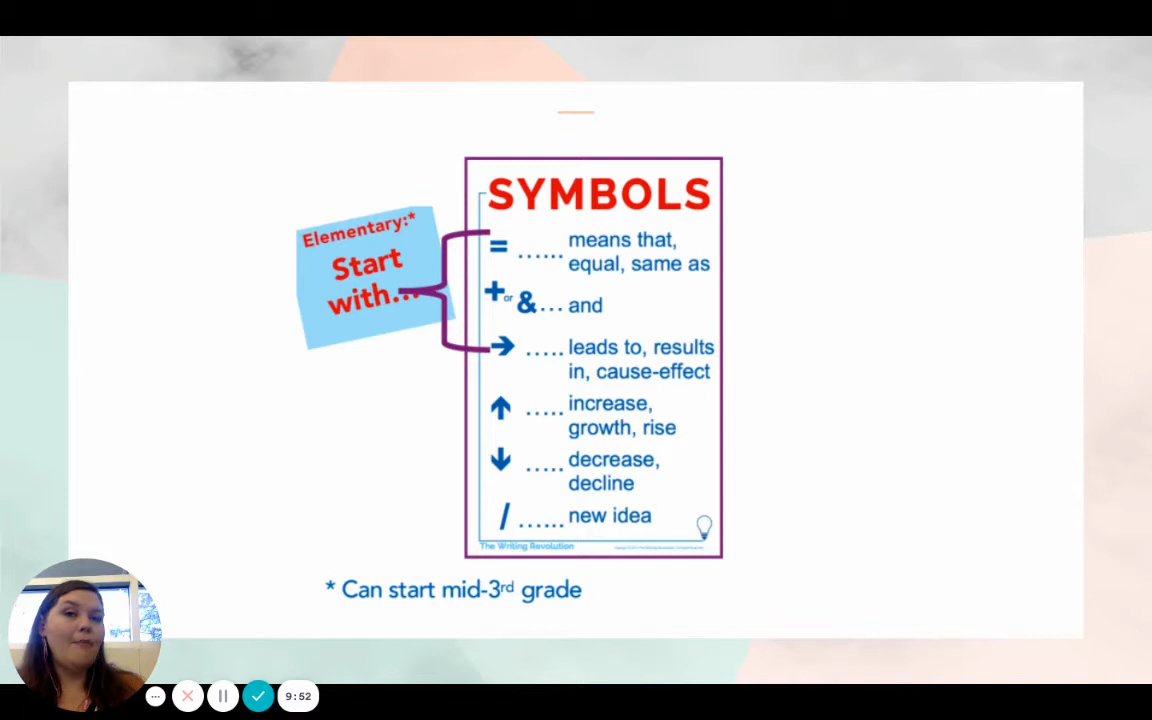 SYMBOLS
Elementary:*
Start
with...
= ...... means that,
equal, same as
+ or & ... and
→ ..... leads to, results
in, cause-effect
↑ ..... increase,
growth, rise
↓ ..... decrease,
decline
/ ...... new idea
The Writing Revolution
* Can start mid-3rd grade
9:52